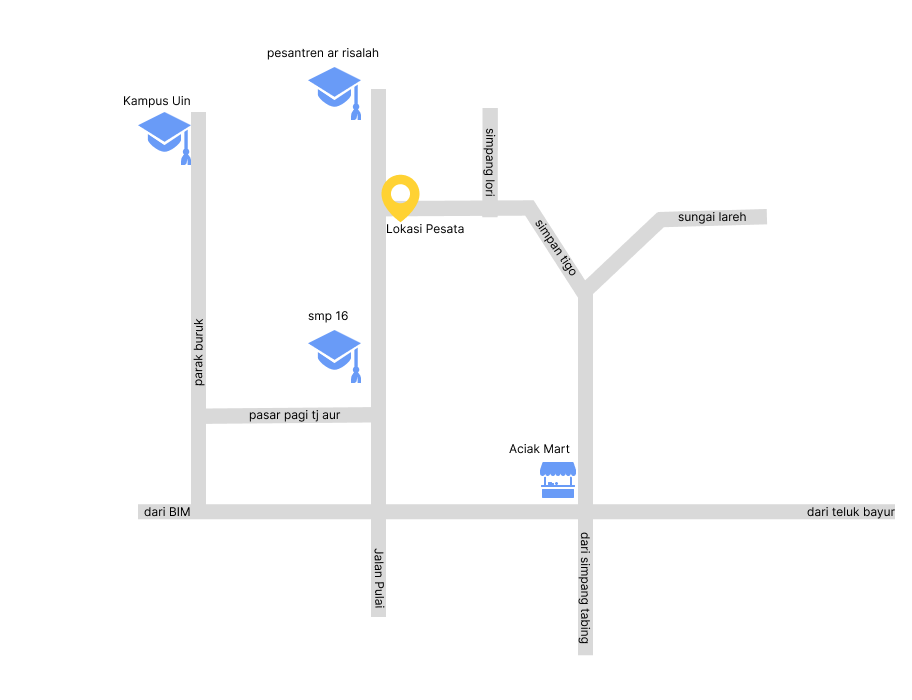 pesantren ar risalah
Kampus Uin
simpang lori
sungai lareh
Lokasi Pesata
simpan tigo
smp 16
parak buruk
pasar pagi tj aur
Aciak Mart
dari BIM
dari teluk bayur
Jalan Pulai
dari simpang tabing